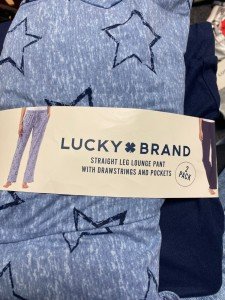 LUCKY BRAND
STRAIGHT LEG LOUNGE PANT
WITH DRAWSTRINGS AND POCKETS
2
PACK